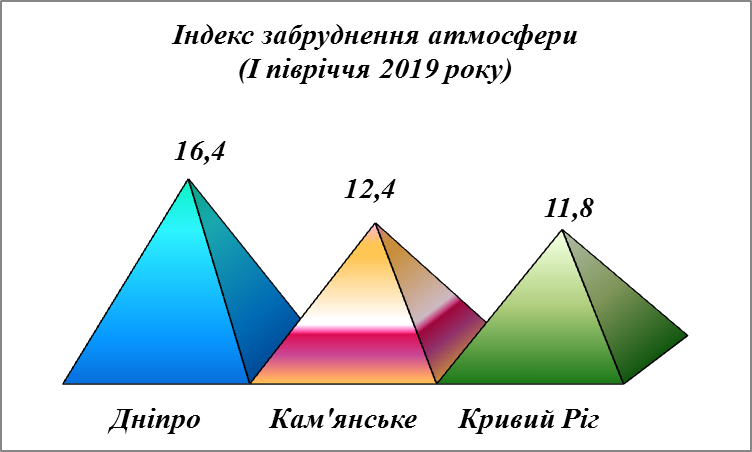 Індекс забруднення атмосфери
(І півріччя 2019 року)
16,4
12,4
11,8
Дніпро
Кам'янське
Кривий Ріг